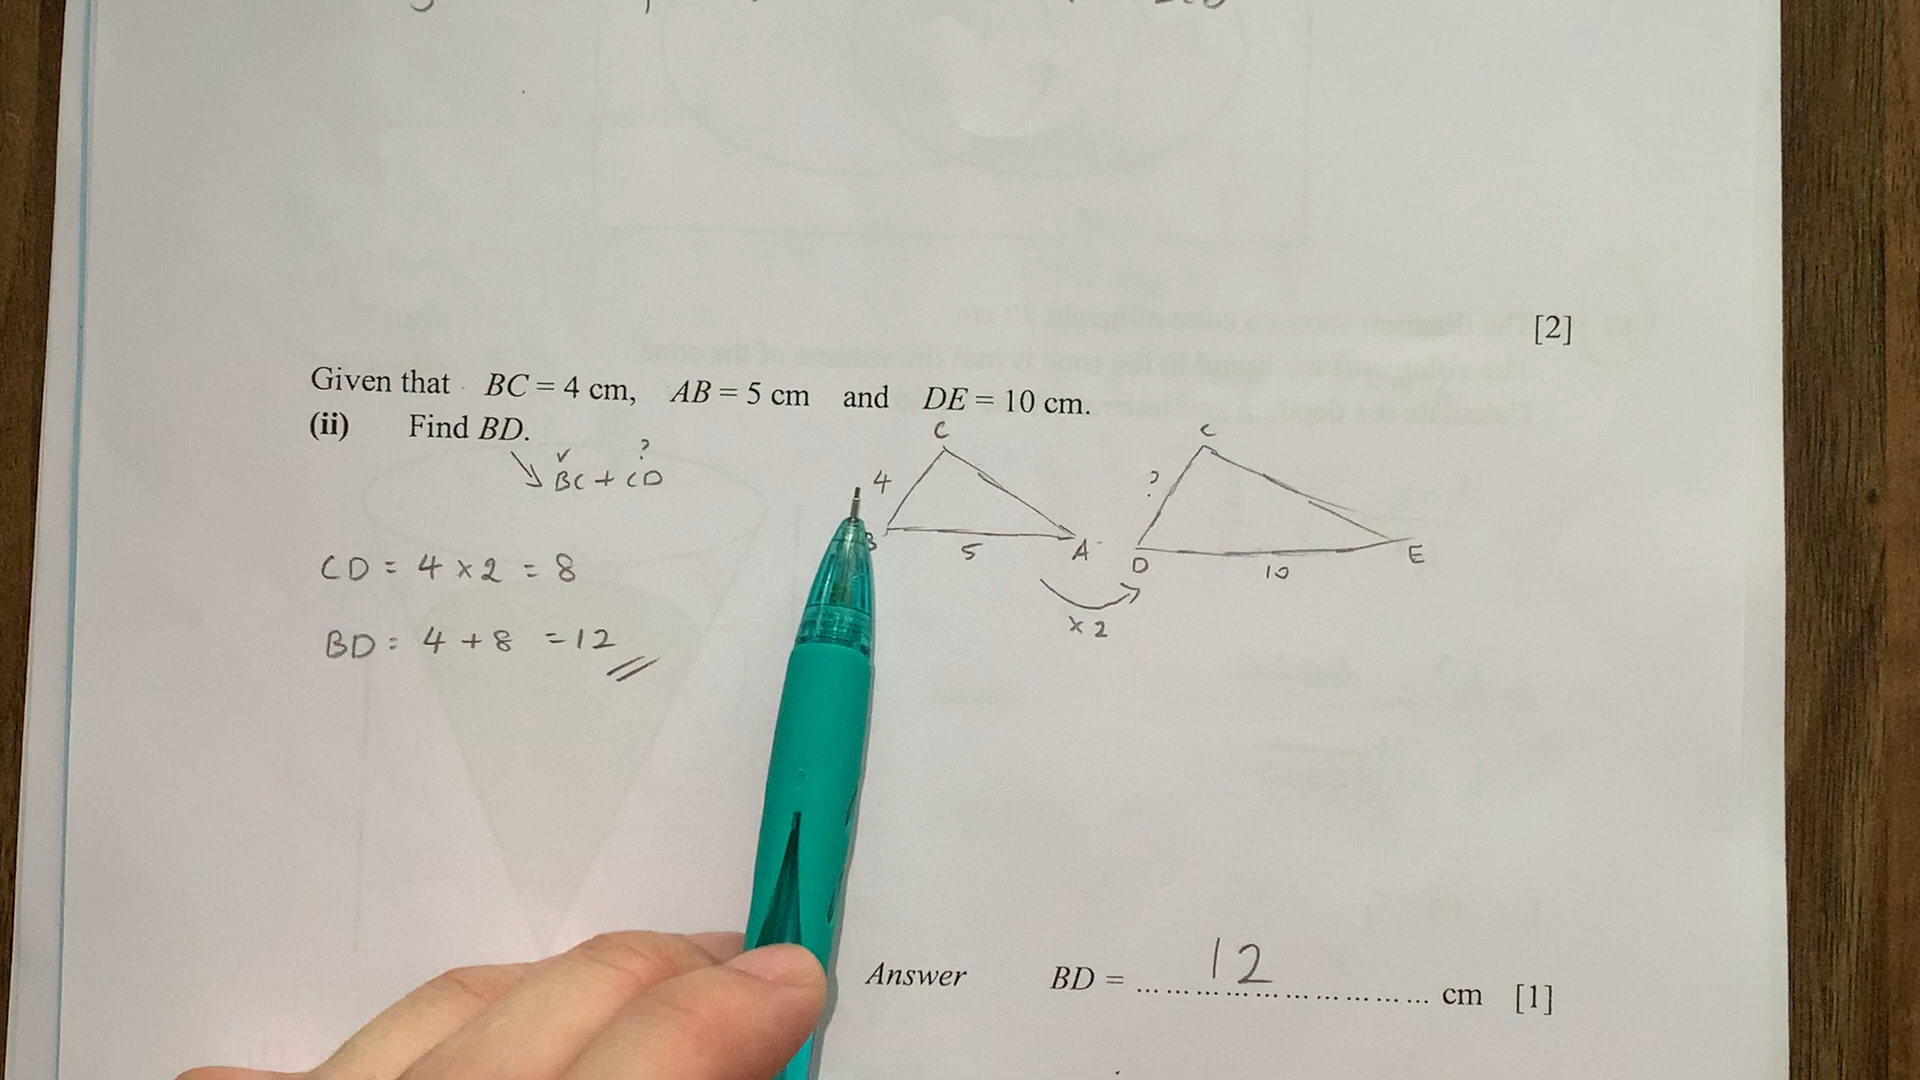 [2]
Given that BC = 4 cm, AB = 5 cm and DE = 10 cm.
(ii) Find BD.
✓ ?
BC + CD
CD = 4 × 2 = 8
BD = 4 + 8 = 12
C
4
B
5
A
C
?
D
10
E
× 2
Answer BD = 12 cm [1]